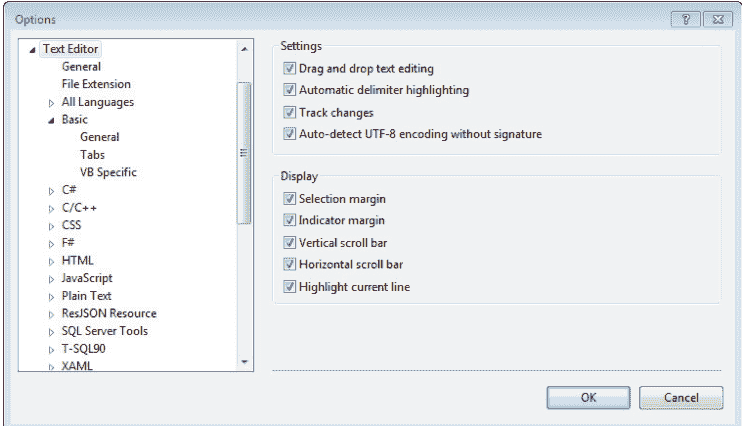 Options
Text Editor
General
File Extension
All Languages
Basic
General
Tabs
VB Specific
C#
C/C++
CSS
F#
HTML
JavaScript
Plain Text
ResJSON Resource
SQL Server Tools
T-SQL90
XAML
Settings
Drag and drop text editing
Automatic delimiter highlighting
Track changes
Auto-detect UTF-8 encoding without signature
Display
Selection margin
Indicator margin
Vertical scroll bar
Horizontal scroll bar
Highlight current line
OK
Cancel